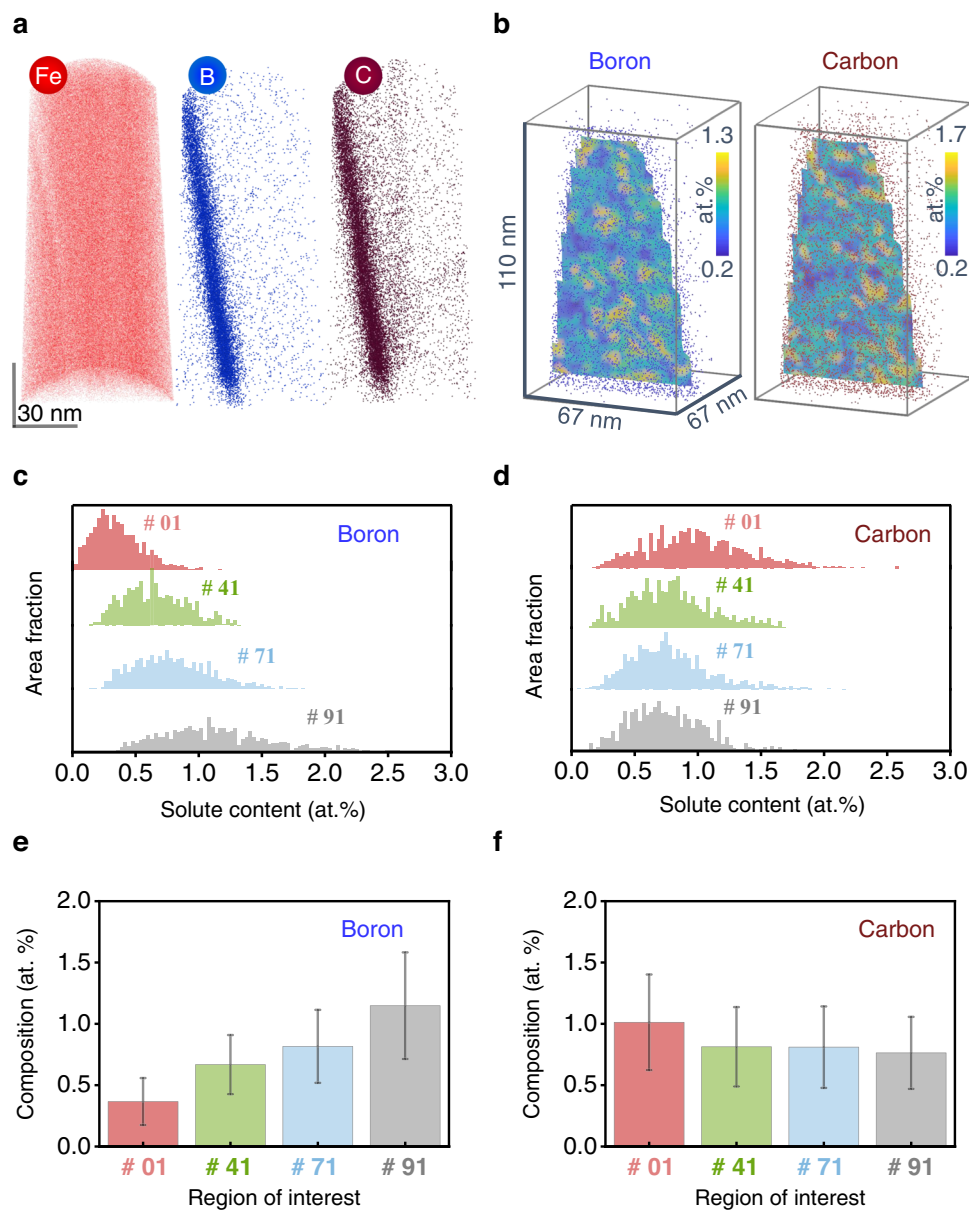 a
Fe
B
C
30 nm
b
Boron
Carbon
1.3
at.%
0.2
1.7
at.%
0.2
110 nm
67 nm
67 nm
c
# 01
Boron
# 41
# 71
# 91
Area fraction
0.0 0.5 1.0 1.5 2.0 2.5 3.0
Solute content (at.%)
d
# 01
Carbon
# 41
# 71
# 91
Area fraction
0.0 0.5 1.0 1.5 2.0 2.5 3.0
Solute content (at.%)
e
Boron
Composition (at. %)
2.0
1.5
1.0
0.5
0.0
# 01 # 41 # 71 # 91
Region of interest
f
Carbon
Composition (at. %)
2.0
1.5
1.0
0.5
0.0
# 01 # 41 # 71 # 91
Region of interest